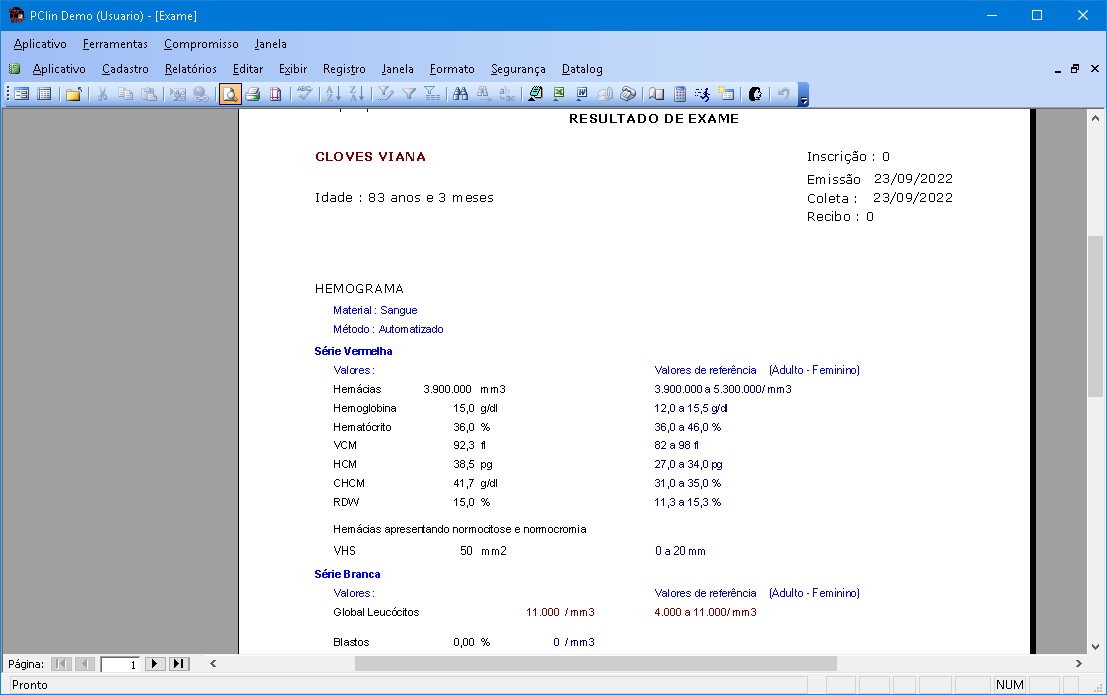 PClin Demo (Usuario) - [Exame]
Aplicativo Ferramentas Compromisso Janela
Aplicativo Cadastro Relatórios Editar Exibir Registro Janela Formato Segurança Datalog
RESULTADO DE EXAME
CLOVES VIANA Inscrição : 0
Emissão 23/09/2022
Idade : 83 anos e 3 meses Coleta : 23/09/2022
Recibo : 0
HEMOGRAMA
Material : Sangue
Método : Automatizado
Série Vermelha
Valores : Valores de referência (Adulto - Feminino)
Hemácias 3.900.000 mm3 3.900.000 a 5.300.000/ mm3
Hemoglobina 15,0 g/dl 12,0 a 15,5 g/dl
Hematócrito 36,0 % 36,0 a 46,0 %
VCM 92,3 fl 82 a 98 fl
HCM 38,5 pg 27,0 a 34,0 pg
CHCM 41,7 g/dl 31,0 a 35,0 %
RDW 15,0 % 11,3 a 15,3 %
Hemácias apresentando normocitose e normocromia
VHS 50 mm2 0 a 20 mm
Série Branca
Valores : Valores de referência (Adulto - Feminino)
Global Leucócitos 11.000 / mm3 4.000 a 11.000/ mm3
Blastos 0,00 % 0 / mm3
Página: 1
Pronto NUM